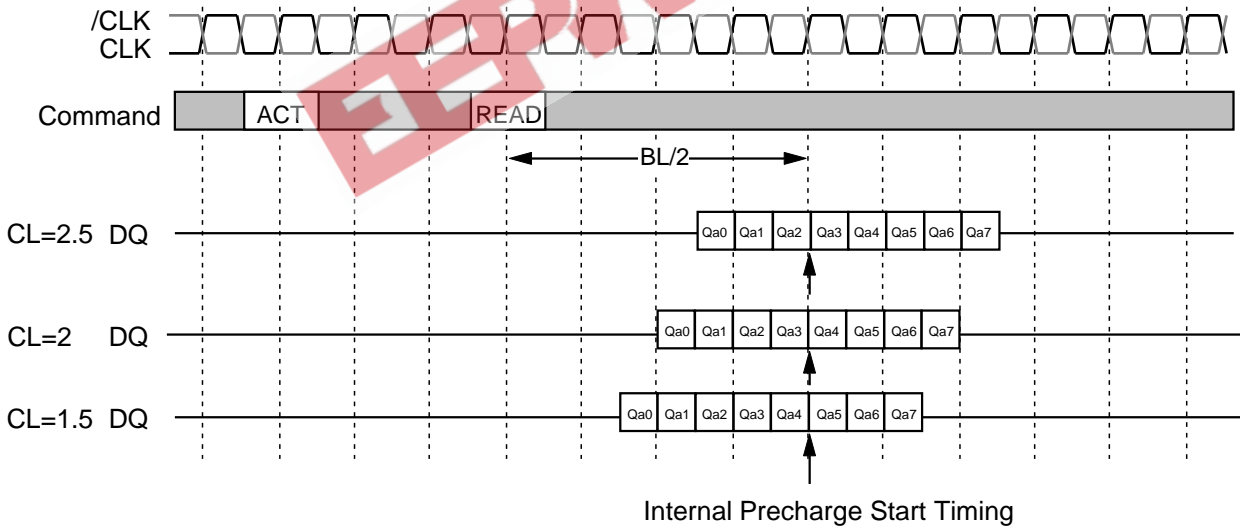 /CLK
CLK
Command ACT READ
BL/2
CL=2.5 DQ Qa0 Qa1 Qa2 Qa3 Qa4 Qa5 Qa6 Qa7
CL=2 DQ Qa0 Qa1 Qa2 Qa3 Qa4 Qa5 Qa6 Qa7
CL=1.5 DQ Qa0 Qa1 Qa2 Qa3 Qa4 Qa5 Qa6 Qa7
Internal Precharge Start Timing